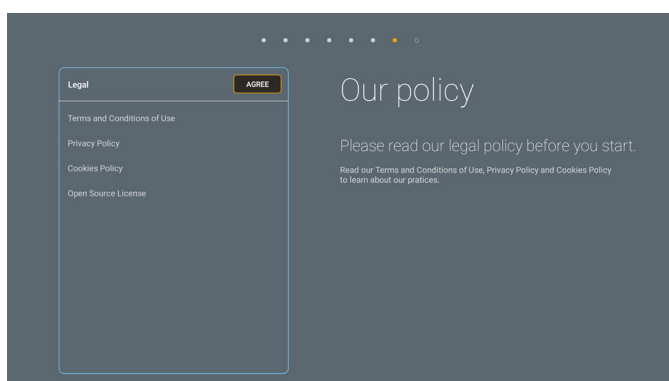 Legal
AGREE
Terms and Conditions of Use
Privacy Policy
Cookies Policy
Open Source License
Our policy
Please read our legal policy before you start.
Read our Terms and Conditions of Use, Privacy Policy and Cookies Policy
to learn about our pratices.